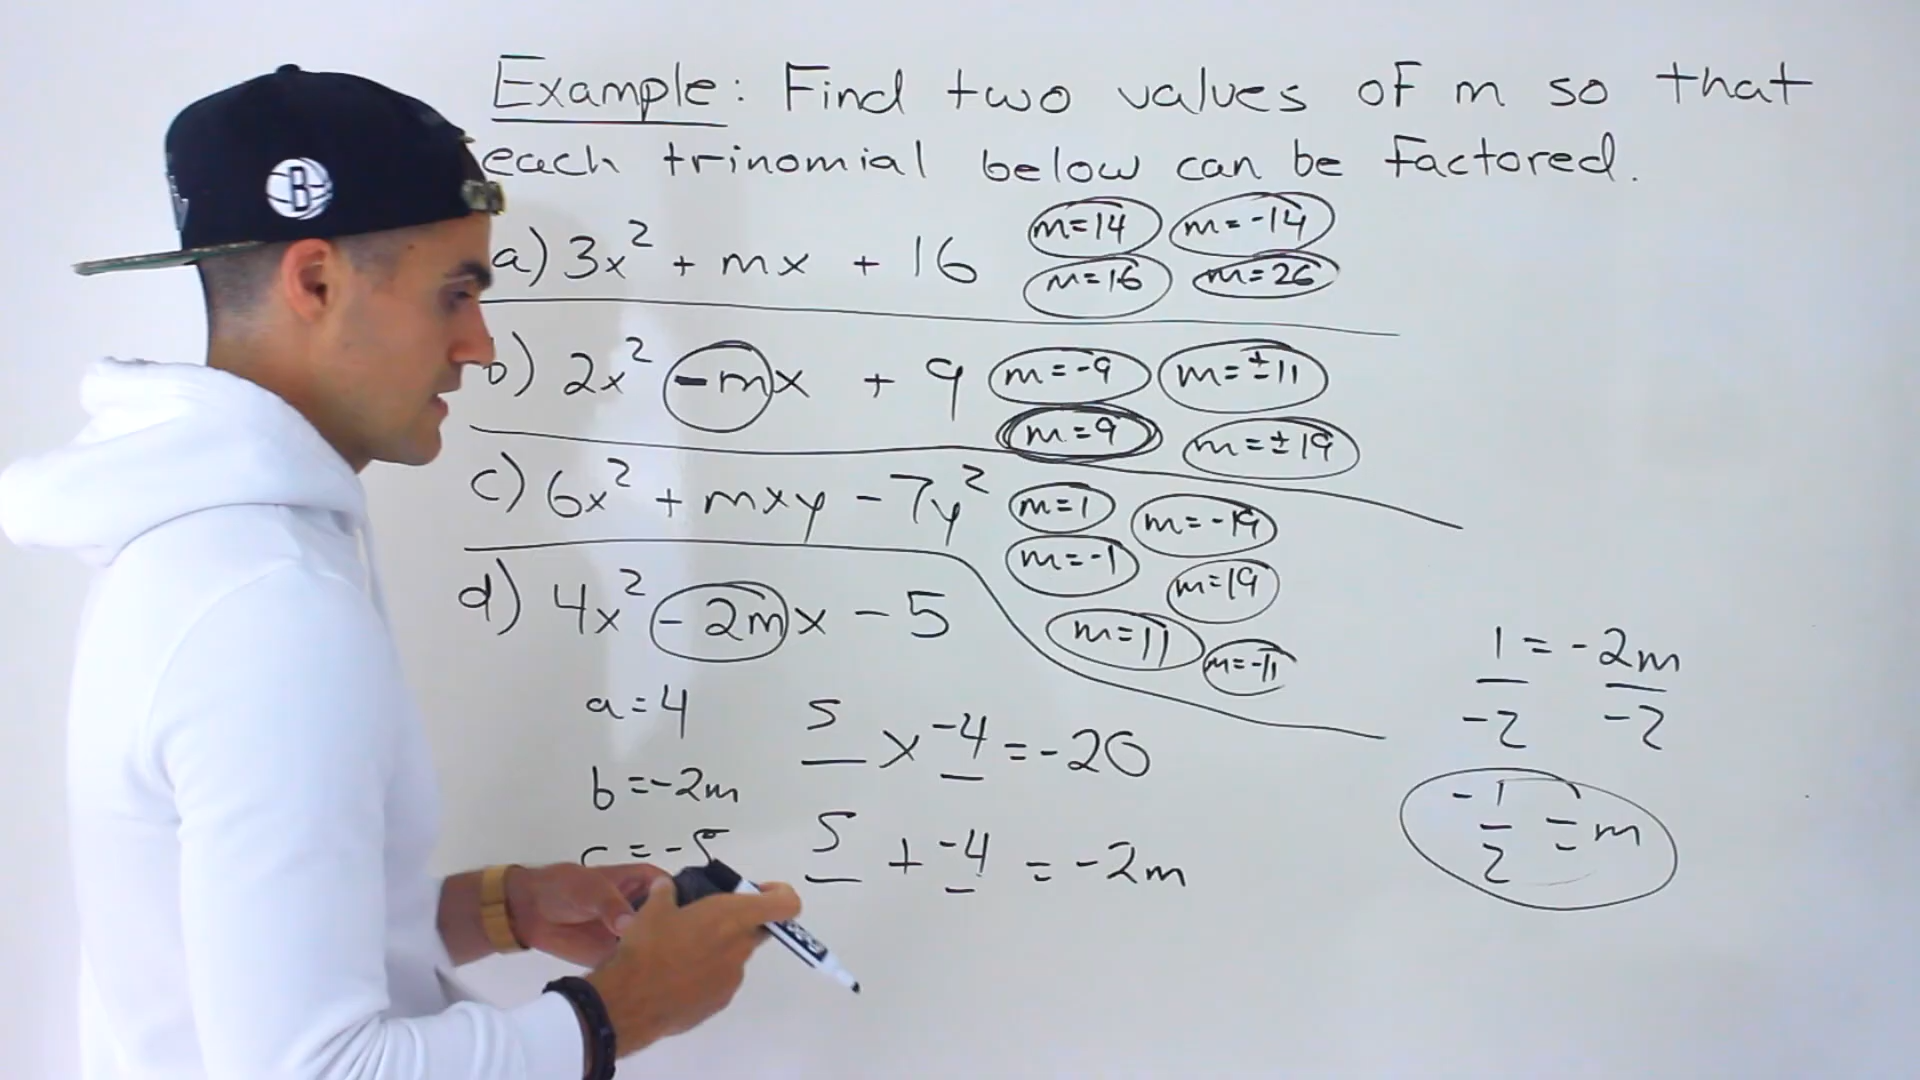 Example: Find two values of m so that
each trinomial below can be factored.
a) 3x² + mx + 16 m=14 m=-14
m=16 m=26
b) 2x² -mx + 9 m=-9 m=±11
m=9 m=±19
c) 6x² + mxy - 7y² m=1 m=-19
m=-1 m=19
d) 4x² - 2mx - 5 m=11 m=-11
a=4 5 x -4 = -20
b=-2m
c=-5 5 + -4 = -2m
1 = -2m
-2 -2
-1/2 = m
B